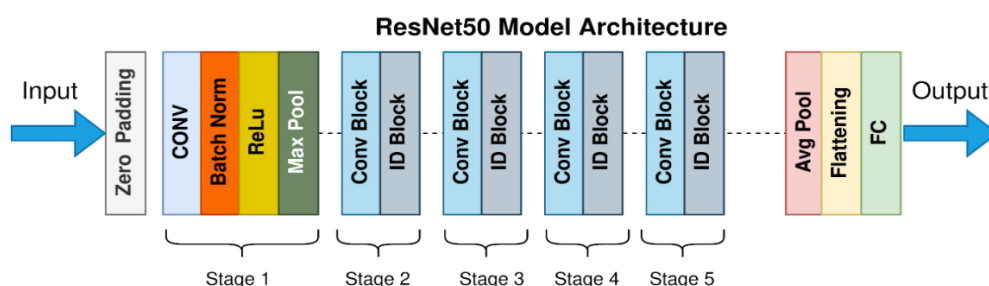 ResNet50 Model Architecture
Input
Zero Padding
CONV
Batch Norm
ReLu
Max Pool
Conv Block
ID Block
Conv Block
ID Block
Conv Block
ID Block
Conv Block
ID Block
Avg Pool
Flattening
FC
Output
Stage 1
Stage 2
Stage 3
Stage 4
Stage 5